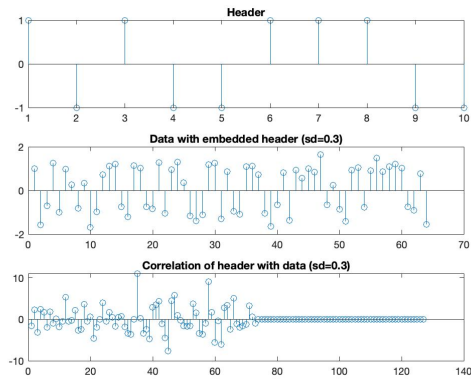 Header
1
0
-1
1 2 3 4 5 6 7 8 9 10
Data with embedded header (sd=0.3)
2
0
-2
0 10 20 30 40 50 60 70
Correlation of header with data (sd=0.3)
10
0
-10
0 20 40 60 80 100 120 140